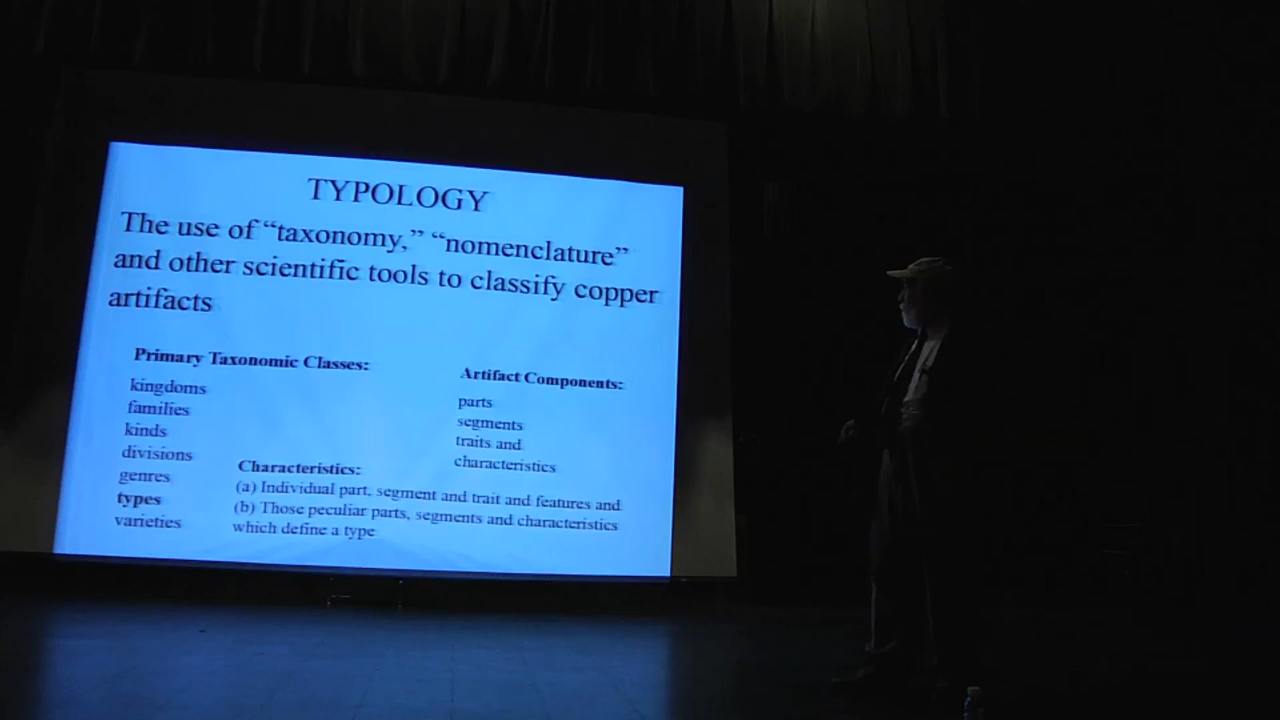 TYPOLOGY
The use of “taxonomy,” “nomenclature”
and other scientific tools to classify copper
artifacts
Primary Taxonomic Classes:
kingdoms
families
kinds
divisions
genres
types
varieties
Artifact Components:
parts
segments
traits and
characteristics
Characteristics:
(a) Individual part, segment and trait and features and
(b) Those peculiar parts, segments and characteristics
which define a type